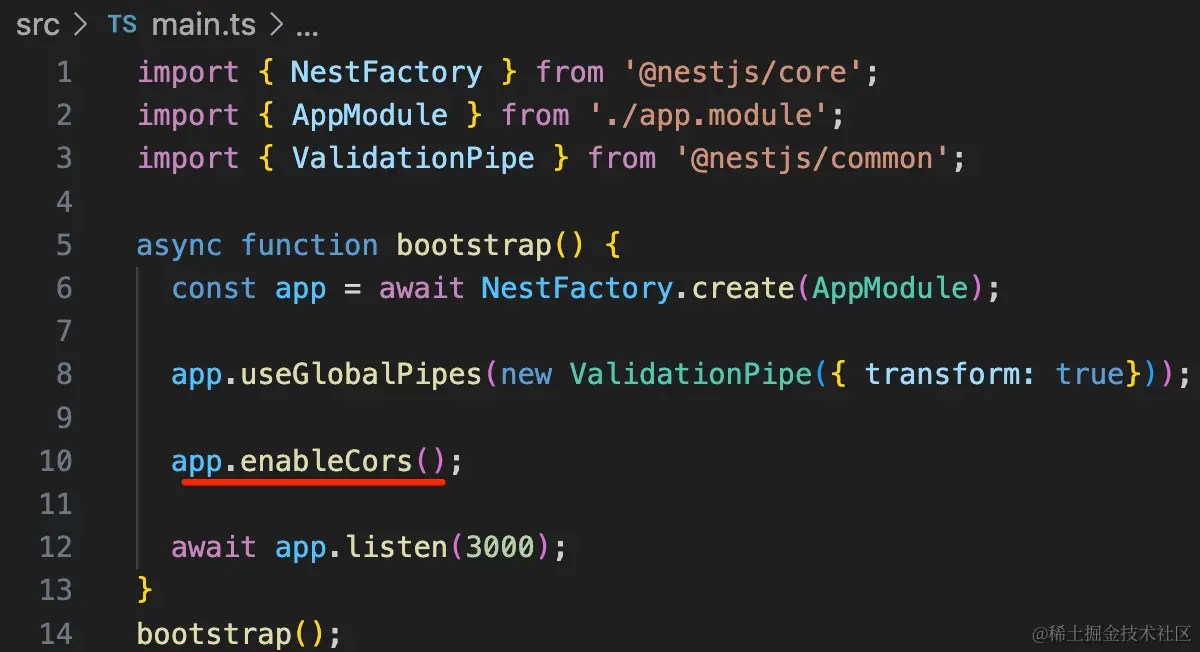 src > TS main.ts > ...
1 import { NestFactory } from '@nestjs/core';
2 import { AppModule } from './app.module';
3 import { ValidationPipe } from '@nestjs/common';
4
5 async function bootstrap() {
6   const app = await NestFactory.create(AppModule);
7
8   app.useGlobalPipes(new ValidationPipe({ transform: true}));
9
10   app.enableCors();
11
12   await app.listen(3000);
13 }
14 bootstrap();
@稀土掘金技术社区